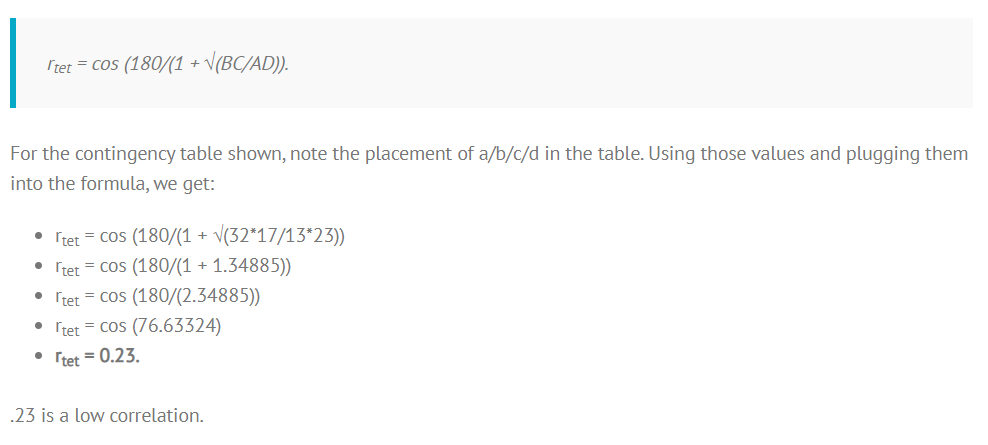 rtet = cos (180/(1 + √(BC/AD)).
For the contingency table shown, note the placement of a/b/c/d in the table. Using those values and plugging them
into the formula, we get:
• rtet = cos (180/(1 + √(32*17/13*23))
• rtet = cos (180/(1 + 1.34885))
• rtet = cos (180/(2.34885))
• rtet = cos (76.63324)
• rtet = 0.23.
.23 is a low correlation.